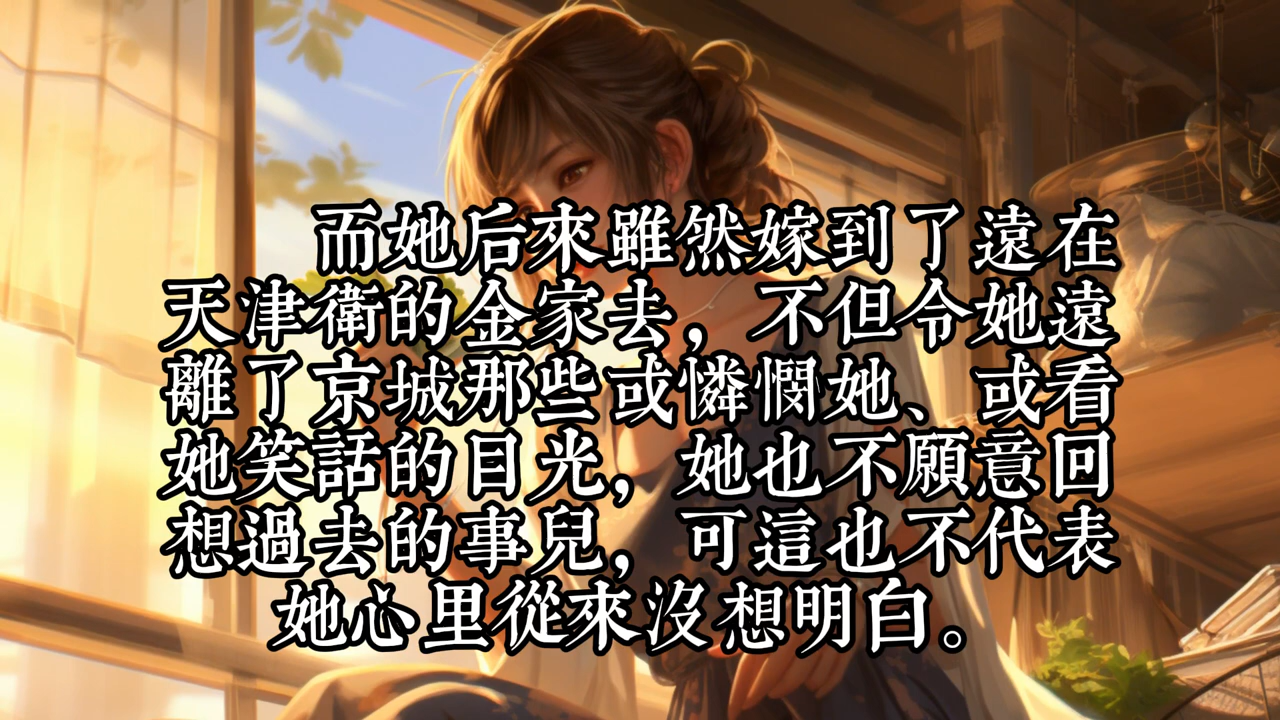 而她后來雖然嫁到了遠在
天津衛的金家去，不但令她遠
離了京城那些或憐憫她、或看
她笑話的目光，她也不願意回
想過去的事兒，可這也不代表
她心里從來沒想明白。